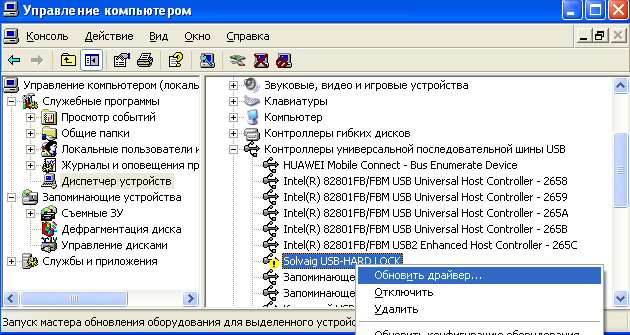 Управление компьютером
Консоль Действие Вид Окно Справка
Управление компьютером (локаль
Служебные программы
Просмотр событий
Общие папки
Локальные пользователи и
Журналы и оповещения пр
Диспетчер устройств
Запоминающие устройства
Съемные ЗУ
Дефрагментация диска
Управление дисками
Службы и приложения
Звуковые, видео и игровые устройства
Клавиатуры
Компьютер
Контроллеры гибких дисков
Контроллеры универсальной последовательной шины USB
HUAWEI Mobile Connect - Bus Enumerate Device
Intel(R) 82801FB/FBM USB Universal Host Controller - 2658
Intel(R) 82801FB/FBM USB Universal Host Controller - 2659
Intel(R) 82801FB/FBM USB Universal Host Controller - 265A
Intel(R) 82801FB/FBM USB Universal Host Controller - 265B
Intel(R) 82801FB/FBM USB2 Enhanced Host Controller - 265C
Solvaig USB-HARD LOCK
Запоминающее
Запоминающее
Обновить драйвер...
Отключить
Удалить
Обновить конфигурацию оборудования
Запуск мастера обновления оборудования для выделенного устройс